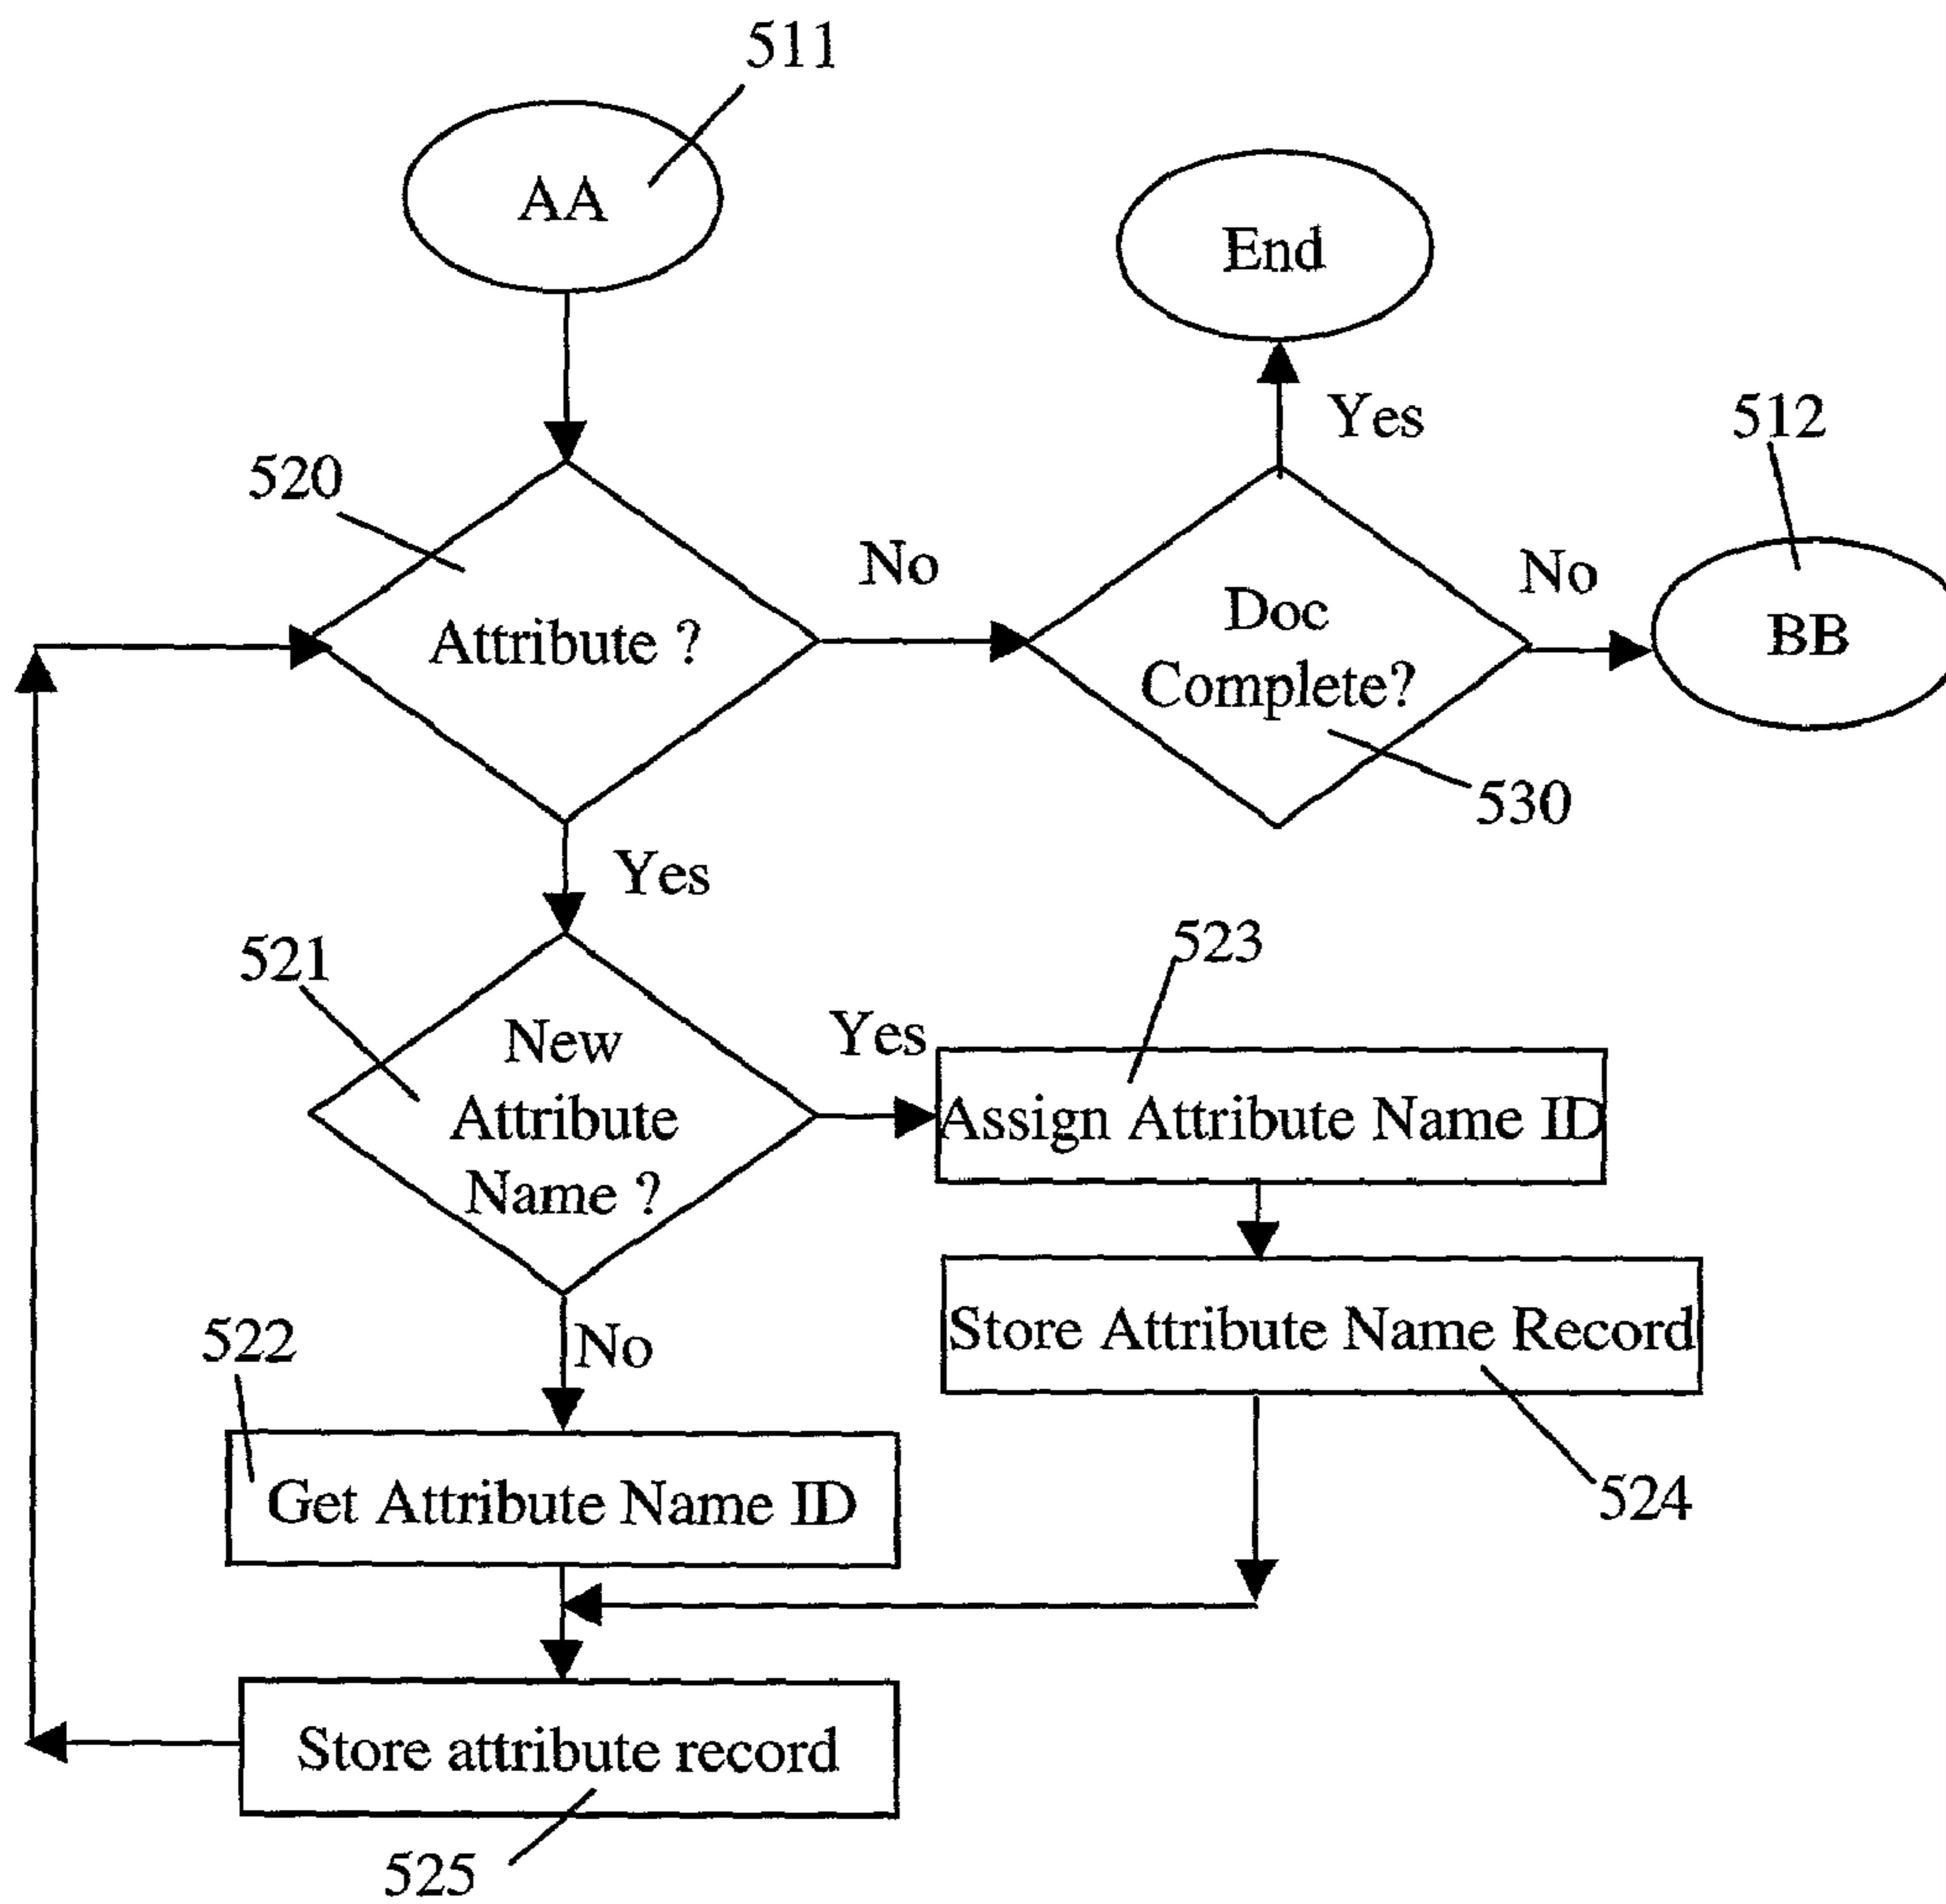 511
AA
End
Yes
512
520
No
No
Attribute ?
Doc
Complete?
BB
530
Yes
521
523
New
Attribute
Name ?
Yes
Assign Attribute Name ID
522
No
Store Attribute Name Record
Get Attribute Name ID
524
Store attribute record
525